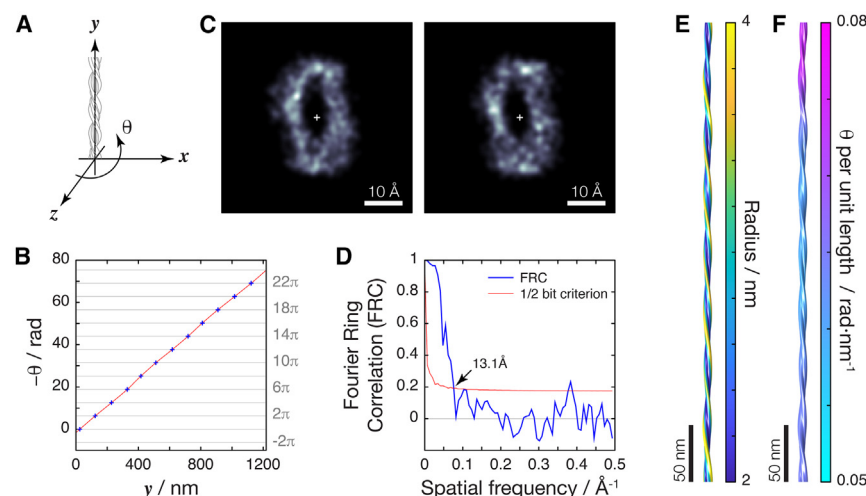 A
y
θ
x
z
B
80
60
40
20
0
−θ / rad
22π
18π
14π
10π
6π
2π
-2π
0
400
800
1200
y / nm
C
10 Å
10 Å
D
1
0.8
0.6
0.4
0.2
0
Fourier Ring
Correlation (FRC)
FRC
1/2 bit criterion
13.1Å
0
0.1
0.2
0.3
0.4
0.5
Spatial frequency / Å-1
E
50 nm
4
Radius / nm
2
F
50 nm
0.08
θ per unit length / rad·nm-1
0.05